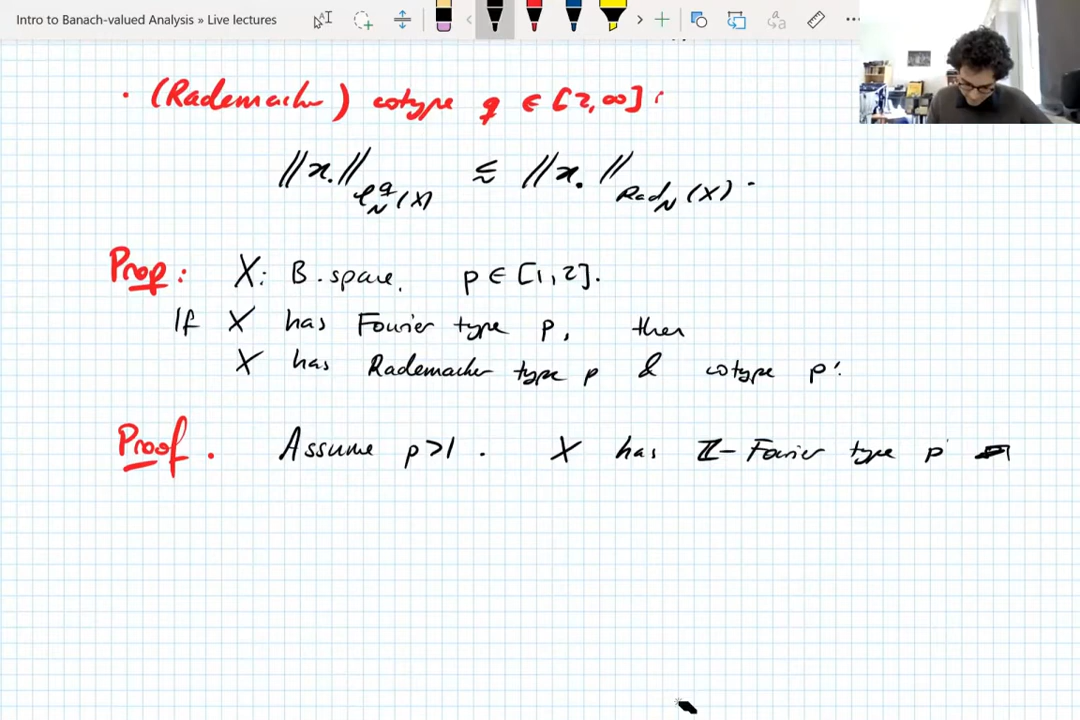 Intro to Banach-valued Analysis » Live lectures
· (Rademacher) cotype q ∈ [2,∞] :
||x.||_{ℓ^q_N(X)} ≲ ||x.||_{Rad_N(X)} .
Prop: X: B.space. p ∈ [1,2].
If X has Fourier type p, then
X has Rademacher type p & cotype p'.
Proof. Assume p>1. X has ℤ-Fourier type p